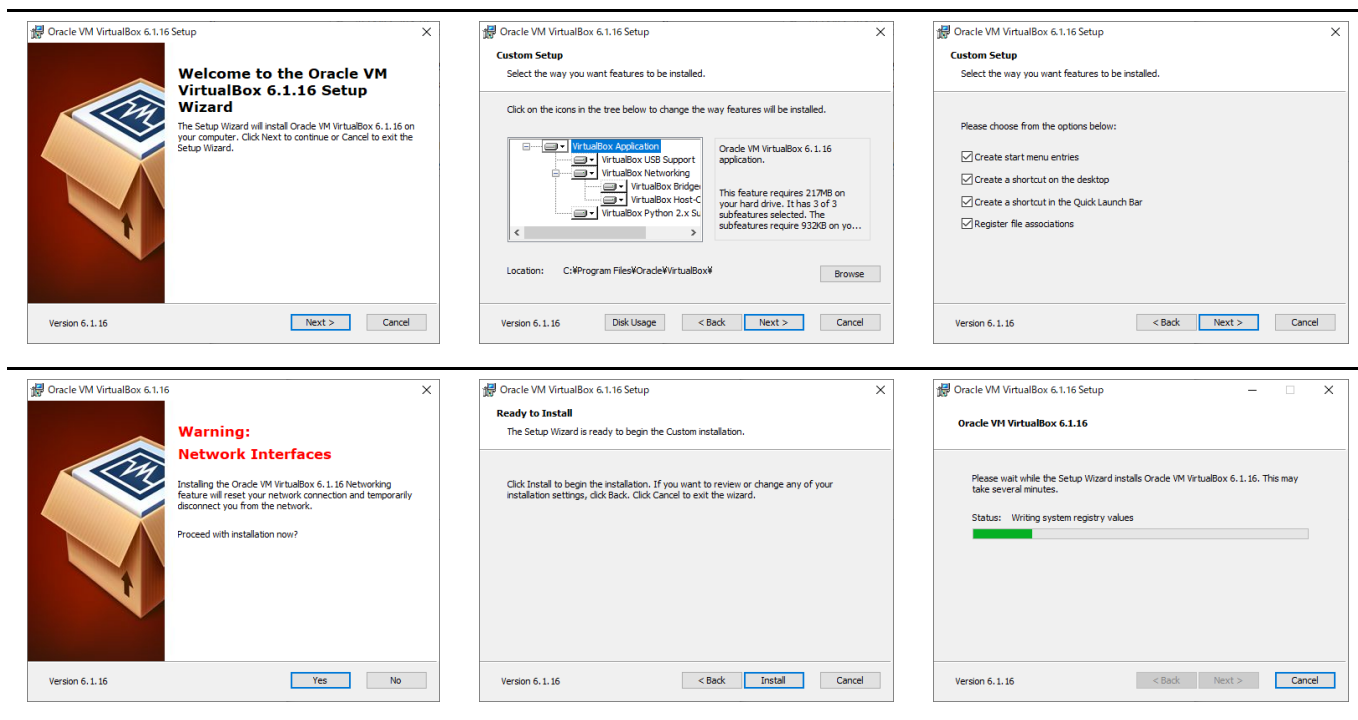 Oracle VM VirtualBox 6.1.16 Setup
Welcome to the Oracle VM
VirtualBox 6.1.16 Setup
Wizard
The Setup Wizard will install Oracle VM VirtualBox 6.1.16 on
your computer. Click Next to continue or Cancel to exit the
Setup Wizard.
Version 6.1.16
Next >
Cancel
Oracle VM VirtualBox 6.1.16 Setup
Custom Setup
Select the way you want features to be installed.
Click on the icons in the tree below to change the way features will be installed.
VirtualBox Application
VirtualBox USB Support
VirtualBox Networking
VirtualBox Bridge
VirtualBox Host-C
VirtualBox Python 2.x Su
Oracle VM VirtualBox 6.1.16
application.
This feature requires 217MB on
your hard drive. It has 3 of 3
subfeatures selected. The
subfeatures require 932KB on yo...
Location: C:¥Program Files¥Oracle¥VirtualBox¥
Browse
Version 6.1.16
Disk Usage
< Back
Next >
Cancel
Oracle VM VirtualBox 6.1.16 Setup
Custom Setup
Select the way you want features to be installed.
Please choose from the options below:
Create start menu entries
Create a shortcut on the desktop
Create a shortcut in the Quick Launch Bar
Register file associations
Version 6.1.16
< Back
Next >
Cancel
Oracle VM VirtualBox 6.1.16
Warning:
Network Interfaces
Installing the Oracle VM VirtualBox 6.1.16 Networking
feature will reset your network connection and temporarily
disconnect you from the network.
Proceed with installation now?
Version 6.1.16
Yes
No
Oracle VM VirtualBox 6.1.16 Setup
Ready to Install
The Setup Wizard is ready to begin the Custom installation.
Click Install to begin the installation. If you want to review or change any of your
installation settings, click Back. Click Cancel to exit the wizard.
Version 6.1.16
< Back
Install
Cancel
Oracle VM VirtualBox 6.1.16 Setup
Oracle VM VirtualBox 6.1.16
Please wait while the Setup Wizard installs Oracle VM VirtualBox 6.1.16. This may
take several minutes.
Status: Writing system registry values
Version 6.1.16
< Back
Next >
Cancel